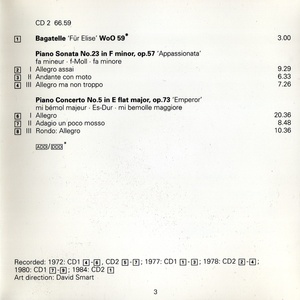 CD 2 66.59
1 Bagatelle 'Für Elise' WoO 59* 3.00
Piano Sonata No.23 in F minor, op.57 'Appassionata'
fa mineur · f-Moll · fa minore
2 I Allegro assai 9.29
3 II Andante con moto 6.33
4 III Allegro ma non troppo 7.26
Piano Concerto No.5 in E flat major, op.73 'Emperor'
mi bémol majeur · Es-Dur · mi bemolle maggiore
6 I Allegro 20.36
7 II Adagio un poco mosso 8.48
8 III Rondo: Allegro 10.36
ADD/DDD*
Recorded: 1972: CD1 4-6, CD2 5-7; 1977: CD1 1-3; 1978: CD2 2-4;
1980: CD1 7-9; 1984: CD2 1
Art direction: David Smart
3